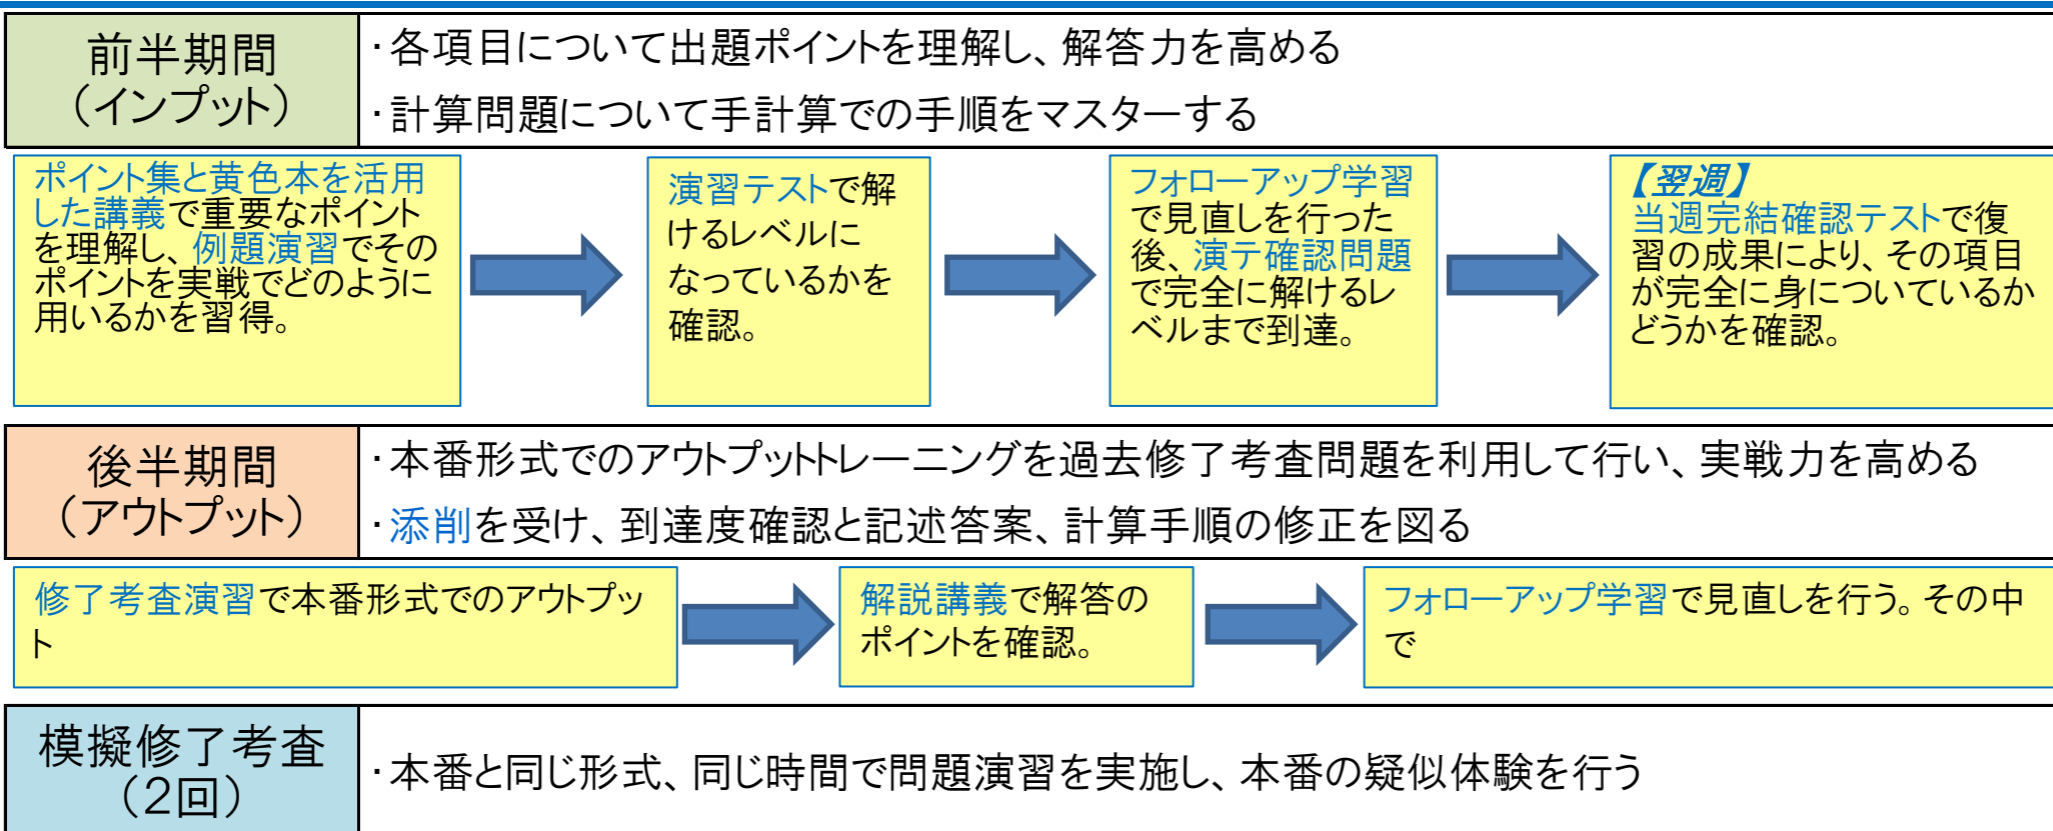 前半期間
（インプット）
・各項目について出題ポイントを理解し、解答力を高める
・計算問題について手計算での手順をマスターする
ポイント集と黄色本を活用
した講義で重要なポイント
を理解し、例題演習でその
ポイントを実戦でどのように
用いるかを習得。
演習テストで解
けるレベルに
なっているかを
確認。
フォローアップ学習
で見直しを行った
後、演テ確認問題
で完全に解けるレ
ベルまで到達。
【翌週】
当週完結確認テストで復
習の成果により、その項目
が完全に身についているか
どうかを確認。
後半期間
（アウトプット）
・本番形式でのアウトプットトレーニングを過去修了考査問題を利用して行い、実戦力を高める
・添削を受け、到達度確認と記述答案、計算手順の修正を図る
修了考査演習で本番形式でのアウトプッ
ト
解説講義で解答の
ポイントを確認。
フォローアップ学習で見直しを行う。その中
で
模擬修了考査
（2回）
・本番と同じ形式、同じ時間で問題演習を実施し、本番の疑似体験を行う